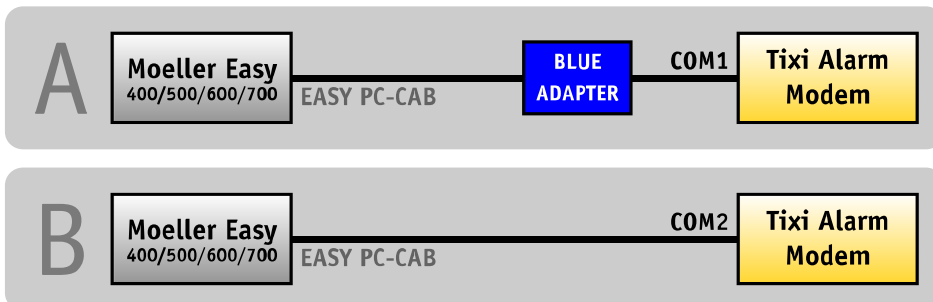 A
Moeller Easy
400/500/600/700
EASY PC-CAB
BLUE
ADAPTER
COM1
Tixi Alarm
Modem
B
Moeller Easy
400/500/600/700
EASY PC-CAB
COM2
Tixi Alarm
Modem